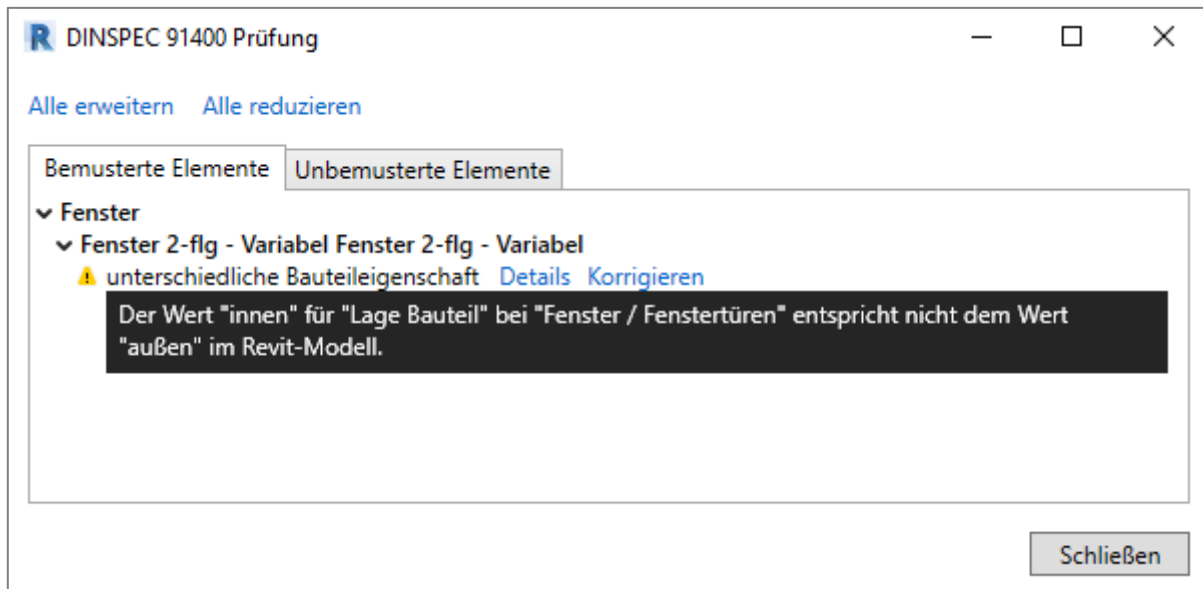 DINSPEC 91400 Prüfung
Alle erweitern Alle reduzieren
Bemusterte Elemente Unbemusterte Elemente
Fenster
Fenster 2-flg - Variabel Fenster 2-flg - Variabel
unterschiedliche Bauteileigenschaft Details Korrigieren
Der Wert "innen" für "Lage Bauteil" bei "Fenster / Fenstertüren" entspricht nicht dem Wert
"außen" im Revit-Modell.
Schließen